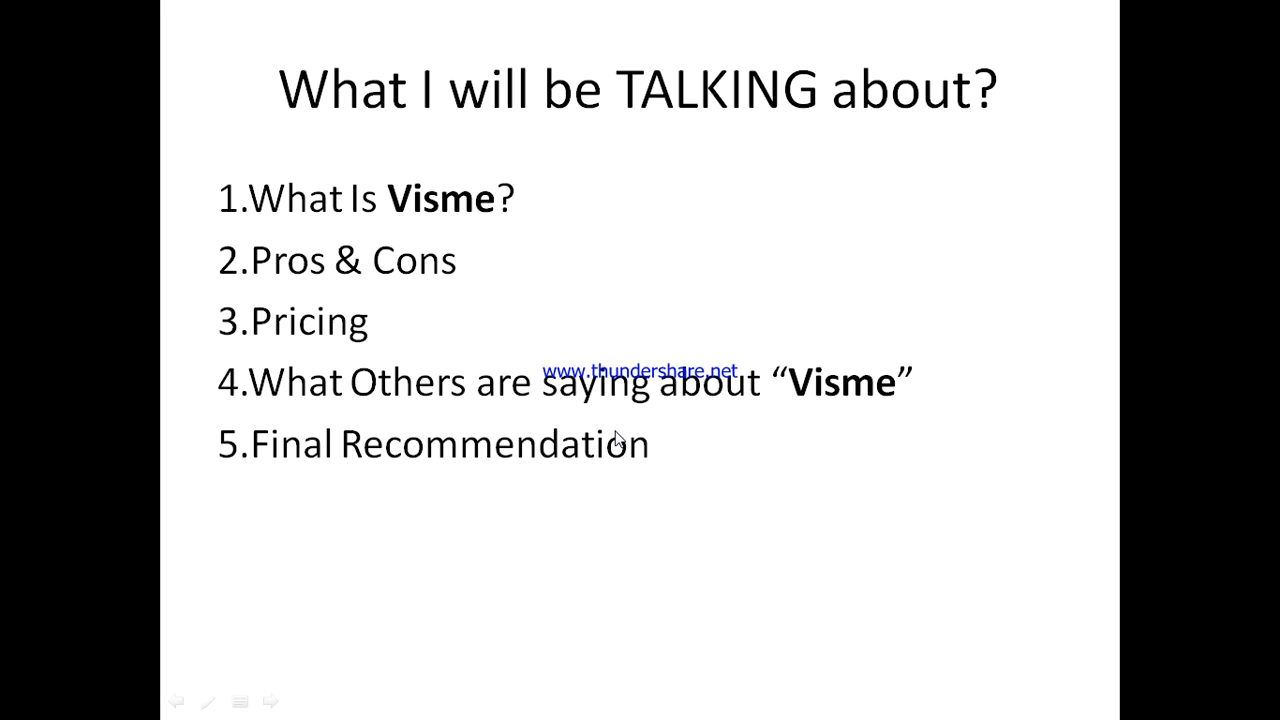 What I will be TALKING about?
1.What Is Visme?
2.Pros & Cons
3.Pricing
www.thundershare.net
4.What Others are saying about “Visme”
5.Final Recommendation